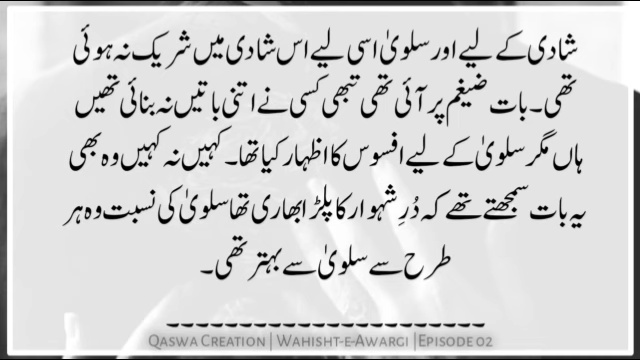 شادی کے لیے اور سلویٰ اسی لیے اس شادی میں شریک نہ ہوئی
تھی۔ بات ضیغم پر آئی تھی تبھی کسی نے اتنی باتیں نہ بنائی تھیں
ہاں مگر سلویٰ کے لیے افسوس کا اظہار کیا تھا۔ کہیں نہ کہیں وہ بھی
یہ بات سمجھتے تھے کہ دُرِ شہوار کا پلڑا بھاری تھا سلویٰ کی نسبت وہ ہر
طرح سے سلویٰ سے بہتر تھی۔
Qaswa Creation | Wahisht-e-Awargi | Episode 02